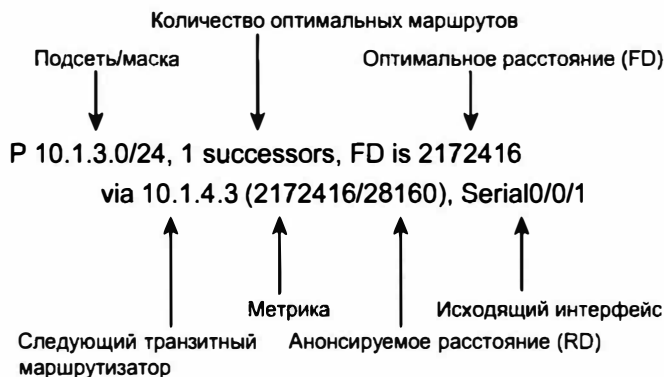 Количество оптимальных маршрутов
Подсеть/маска
Оптимальное расстояние (FD)
P 10.1.3.0/24, 1 successors, FD is 2172416
via 10.1.4.3 (2172416/28160), Serial0/0/1
Метрика
Исходящий интерфейс
Следующий транзитный
маршрутизатор
Анонсируемое расстояние (RD)